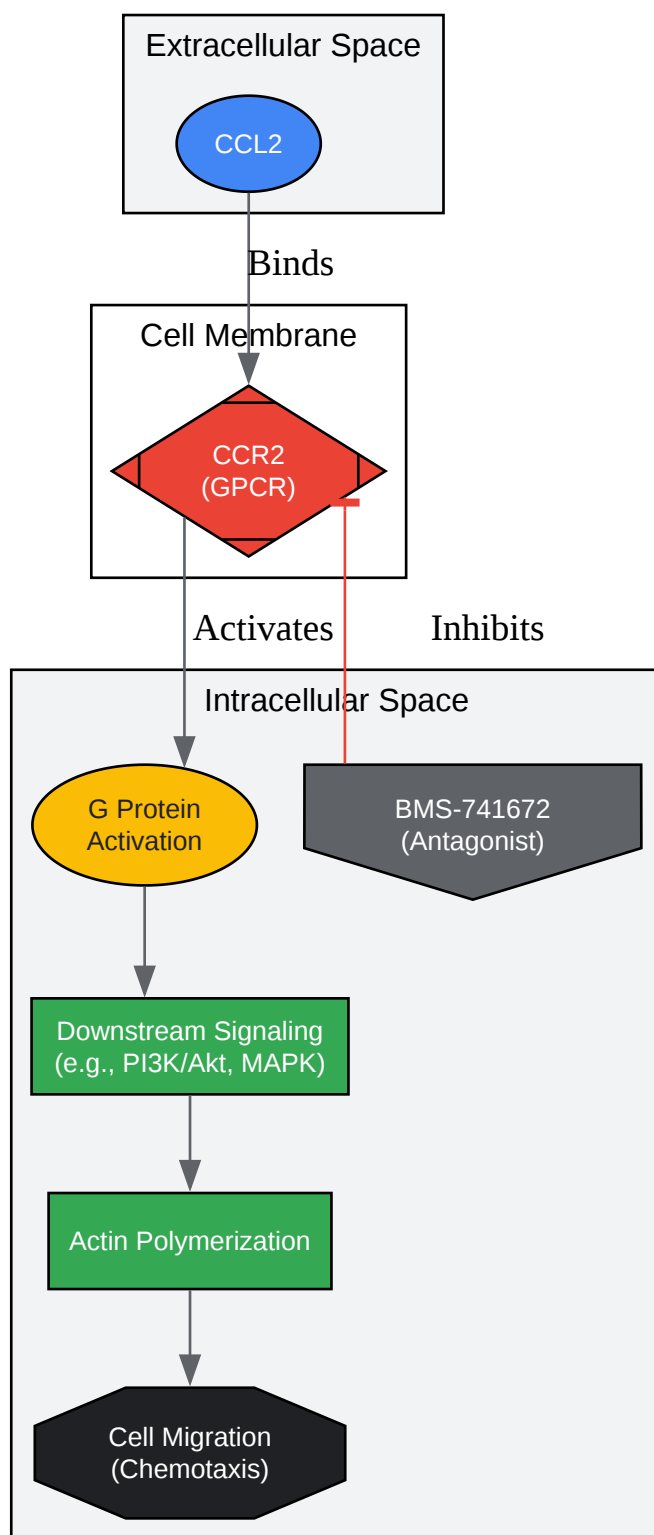 Extracellular Space
CCL2
Binds
Cell Membrane
CCR2
(GPCR)
Activates
Inhibits
Intracellular Space
G Protein
Activation
BMS-741672
(Antagonist)
Downstream Signaling
(e.g., PI3K/Akt, MAPK)
Actin Polymerization
Cell Migration
(Chemotaxis)